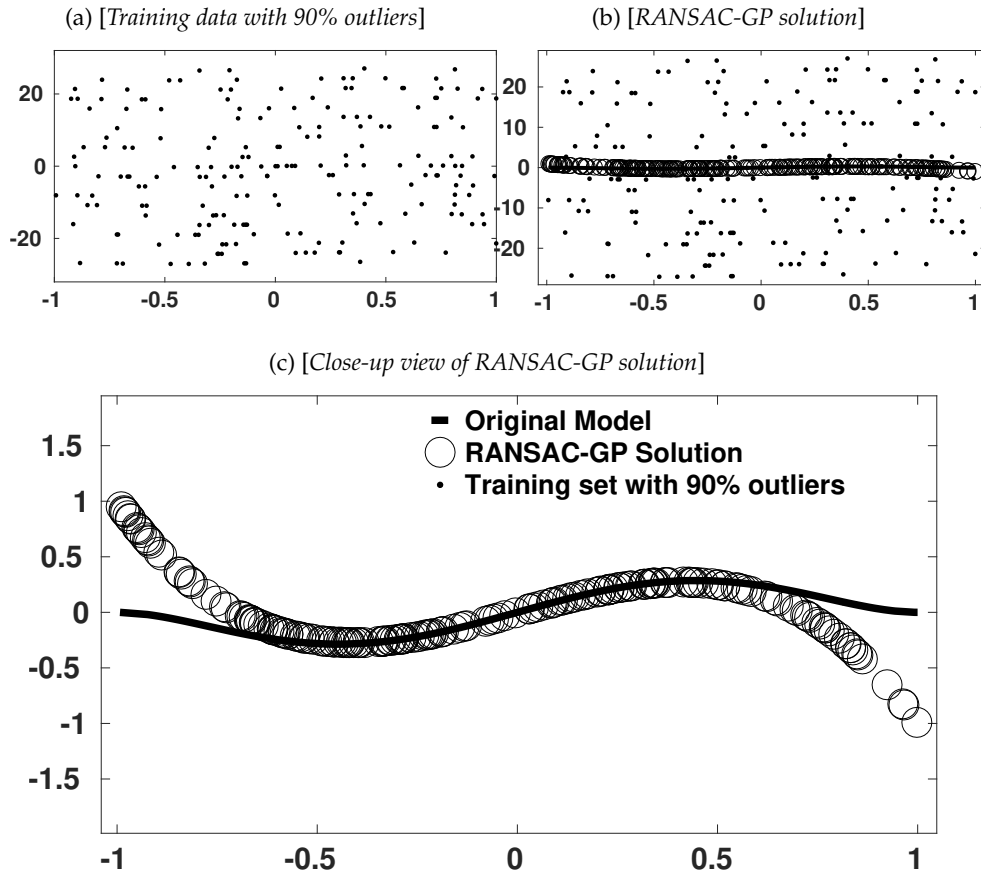 (a) [Training data with 90% outliers]
(b) [RANSAC-GP solution]
20
0
-20
-1 -0.5 0 0.5 1
20
10
0
-10
-20
-1 -0.5 0 0.5 1
(c) [Close-up view of RANSAC-GP solution]
Original Model
RANSAC-GP Solution
Training set with 90% outliers
1.5
1
0.5
0
-0.5
-1
-1.5
-1 -0.5 0 0.5 1